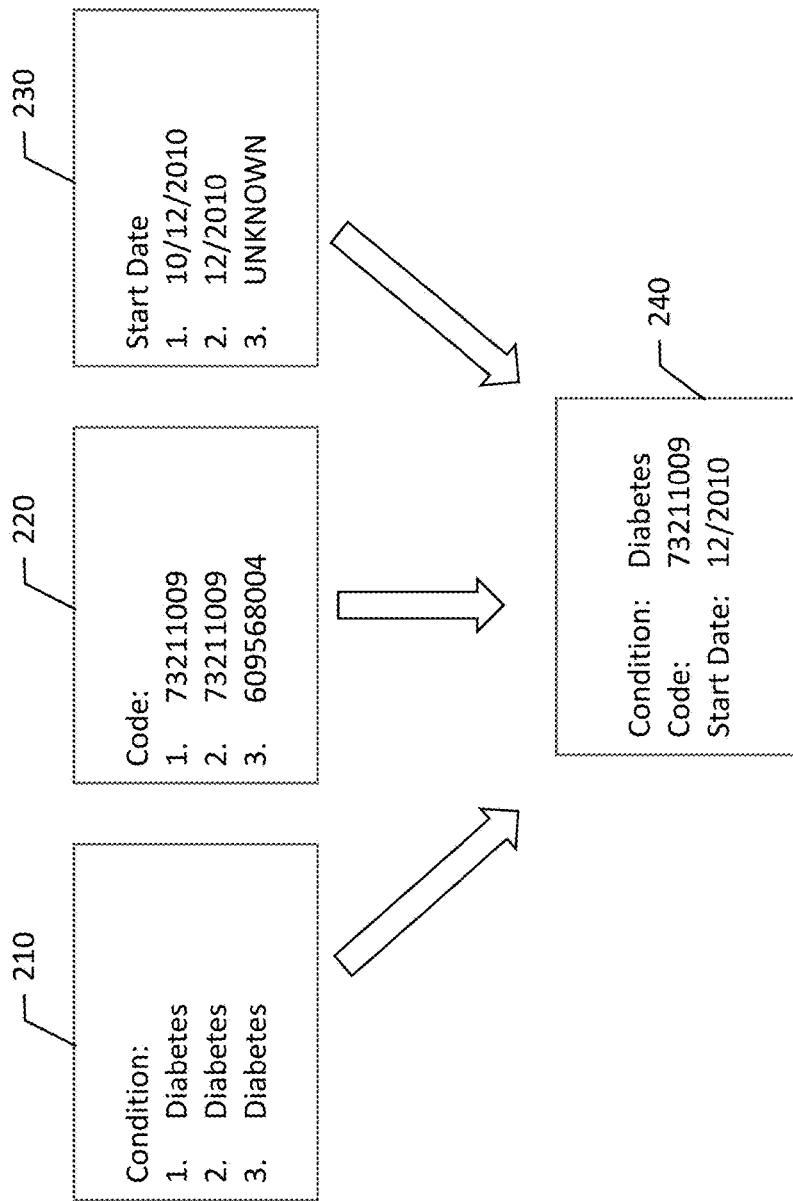 210
Condition:
1. Diabetes
2. Diabetes
3. Diabetes
220
Code:
1. 73211009
2. 73211009
3. 609568004
230
Start Date
1. 10/12/2010
2. 12/2010
3. UNKNOWN
240
Condition: Diabetes
Code: 73211009
Start Date: 12/2010